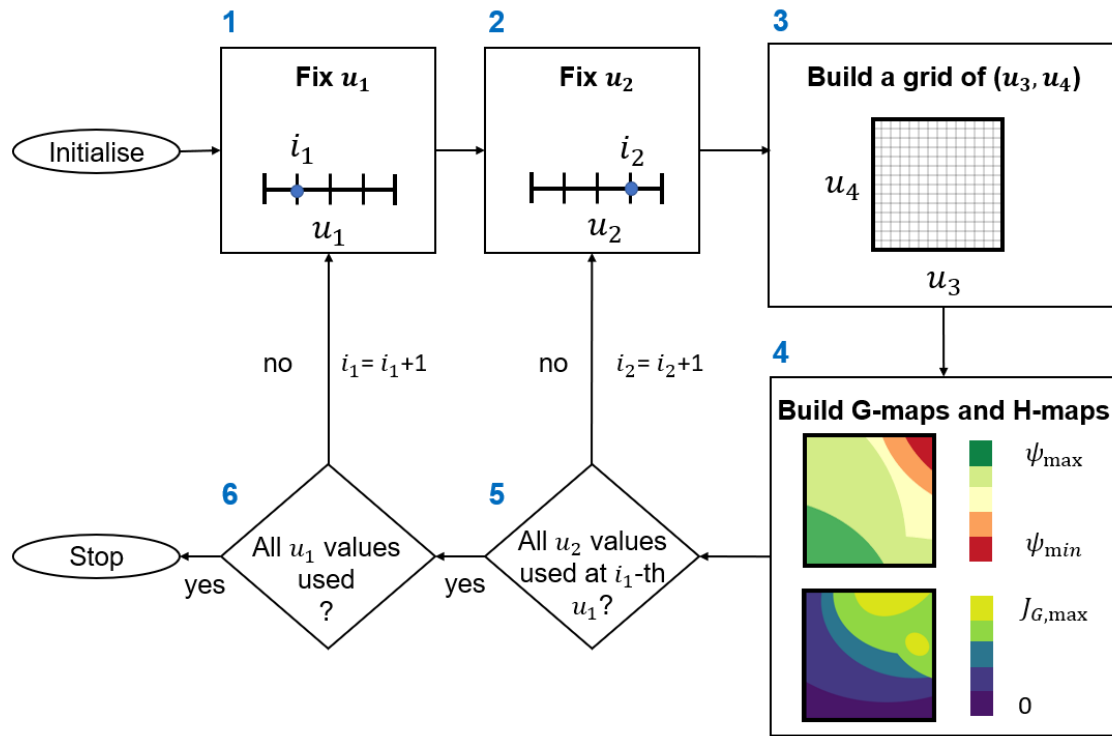 1
2
3
Fix u₁
Fix u₂
Build a grid of (u₃, u₄)
Initialise
i₁
i₂
u₁
u₂
u₄
u₃
no
i₁= i₁+1
no
i₂= i₂+1
4
Build G-maps and H-maps
ψmax
ψmin
6
5
Stop
yes
All u₁ values
used
?
yes
All u₂ values
used at i₁-th
u₁?
J_G,max
0